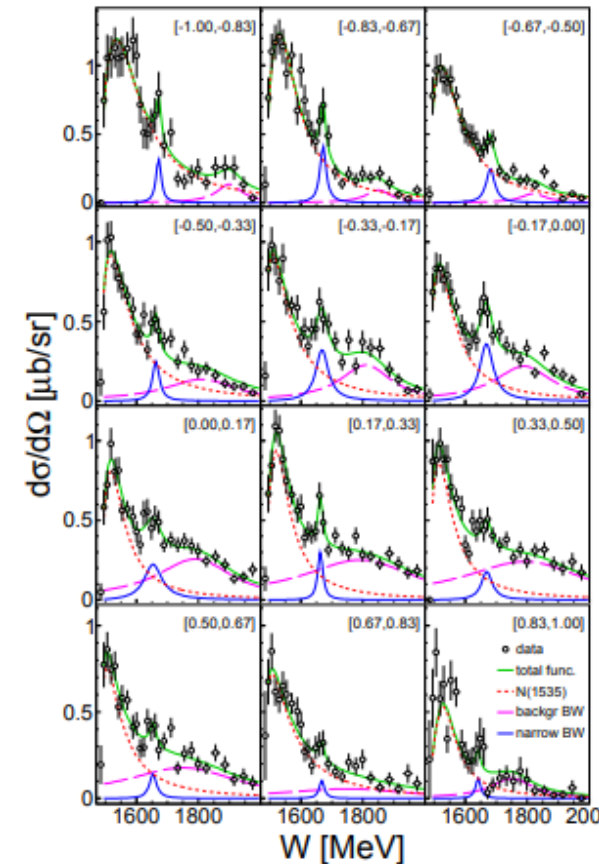 [-1.00,-0.83] [-0.83,-0.67] [-0.67,-0.50]
1
0.5
0
[-0.50,-0.33] [-0.33,-0.17] [-0.17,0.00]
1
0.5
0
[0.00,0.17] [0.17,0.33] [0.33,0.50]
1
0.5
0
[0.50,0.67] [0.67,0.83] [0.83,1.00]
1
0.5
0
data
total func.
N(1535)
backgr BW
narrow BW
1600 1800 1600 1800 1600 1800 200
dσ/dΩ [μb/sr]
W [MeV]